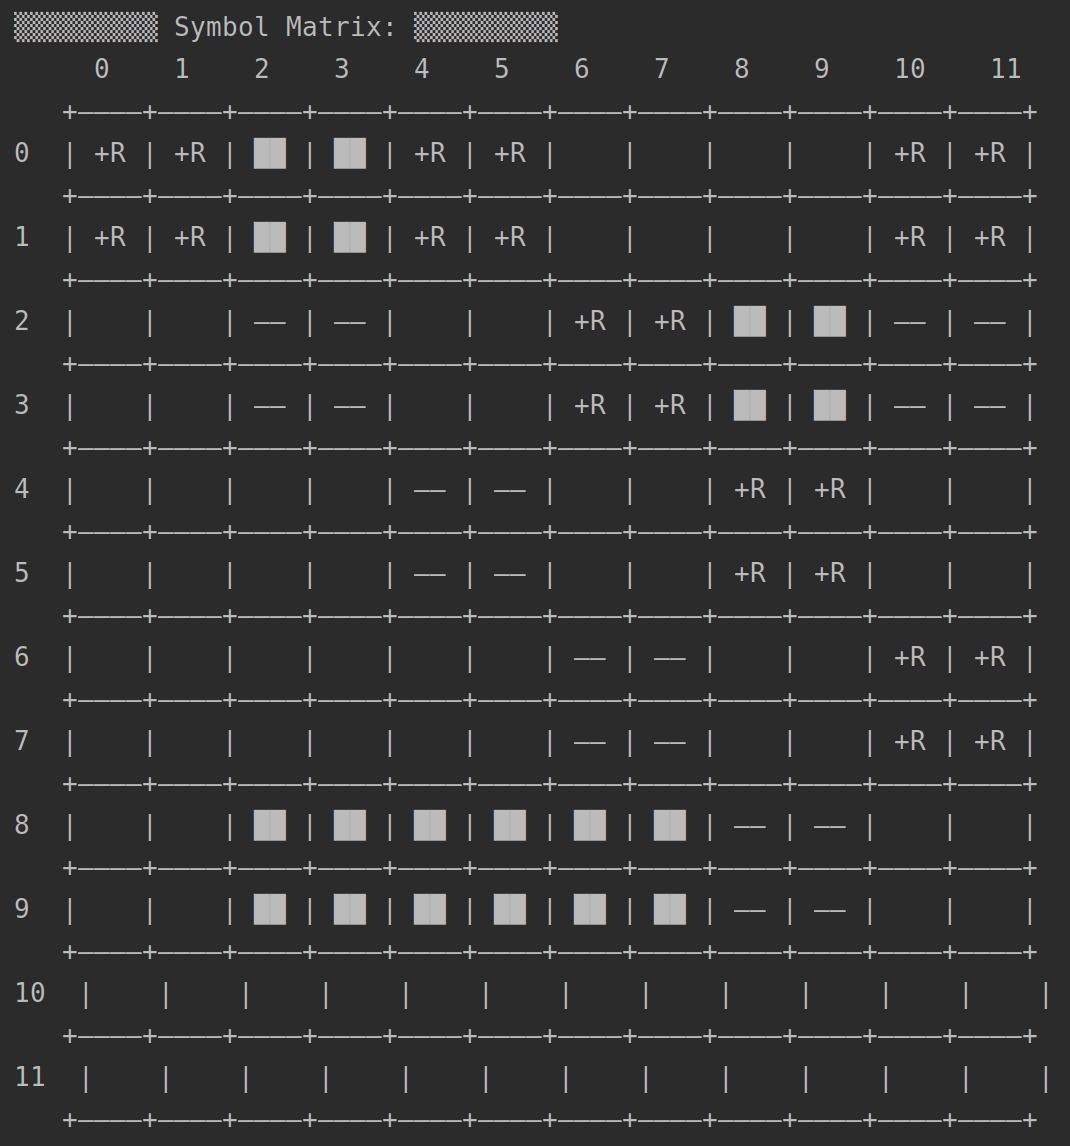 ▒▒▒▒▒▒▒▒▒ Symbol Matrix: ▒▒▒▒▒▒▒▒▒
     0    1    2    3    4    5    6    7    8    9    10    11
   +————+————+————+————+————+————+————+————+————+————+————+————+
0  | +R | +R | ██ | ██ | +R | +R |    |    |    |    | +R | +R |
   +————+————+————+————+————+————+————+————+————+————+————+————+
1  | +R | +R | ██ | ██ | +R | +R |    |    |    |    | +R | +R |
   +————+————+————+————+————+————+————+————+————+————+————+————+
2  |    |    | —— | —— |    |    | +R | +R | ██ | ██ | —— | —— |
   +————+————+————+————+————+————+————+————+————+————+————+————+
3  |    |    | —— | —— |    |    | +R | +R | ██ | ██ | —— | —— |
   +————+————+————+————+————+————+————+————+————+————+————+————+
4  |    |    |    |    | —— | —— |    |    | +R | +R |    |    |
   +————+————+————+————+————+————+————+————+————+————+————+————+
5  |    |    |    |    | —— | —— |    |    | +R | +R |    |    |
   +————+————+————+————+————+————+————+————+————+————+————+————+
6  |    |    |    |    |    |    | —— | —— |    |    | +R | +R |
   +————+————+————+————+————+————+————+————+————+————+————+————+
7  |    |    |    |    |    |    | —— | —— |    |    | +R | +R |
   +————+————+————+————+————+————+————+————+————+————+————+————+
8  |    |    | ██ | ██ | ██ | ██ | ██ | ██ | —— | —— |    |    |
   +————+————+————+————+————+————+————+————+————+————+————+————+
9  |    |    | ██ | ██ | ██ | ██ | ██ | ██ | —— | —— |    |    |
   +————+————+————+————+————+————+————+————+————+————+————+————+
10  |    |    |    |    |    |    |    |    |    |    |    |    |
   +————+————+————+————+————+————+————+————+————+————+————+————+
11  |    |    |    |    |    |    |    |    |    |    |    |    |
   +————+————+————+————+————+————+————+————+————+————+————+————+